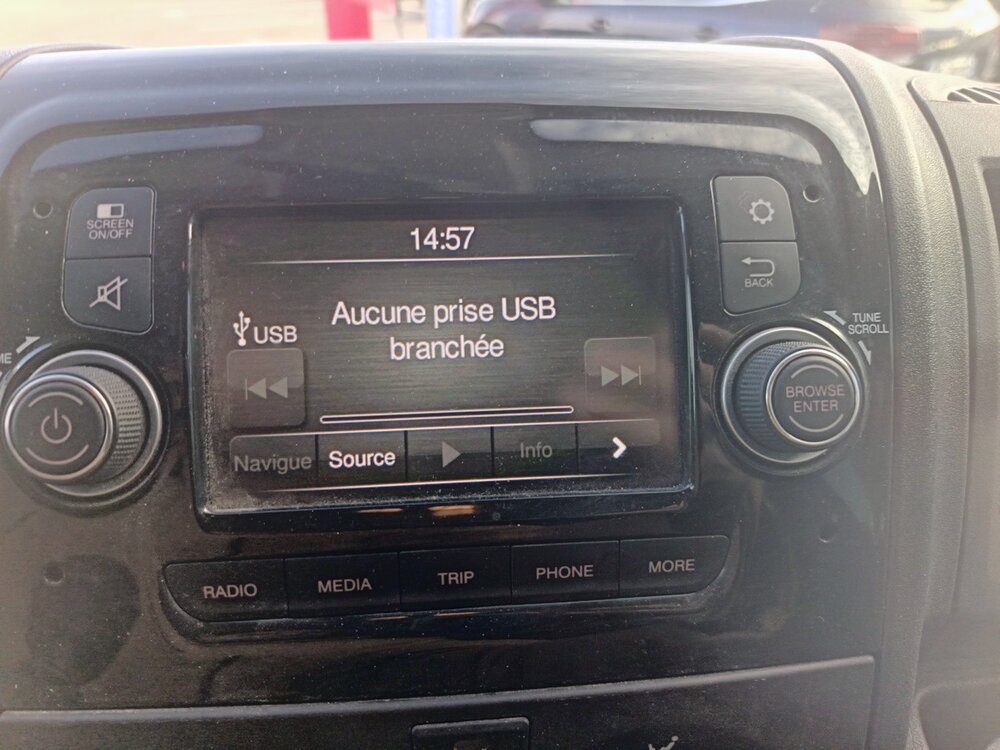 14:57
SCREEN
ON/OFF
USB
Aucune prise USB
branchée
BACK
TUNE
SCROLL
BROWSE
ENTER
Navigue
Source
Info
RADIO
MEDIA
TRIP
PHONE
MORE